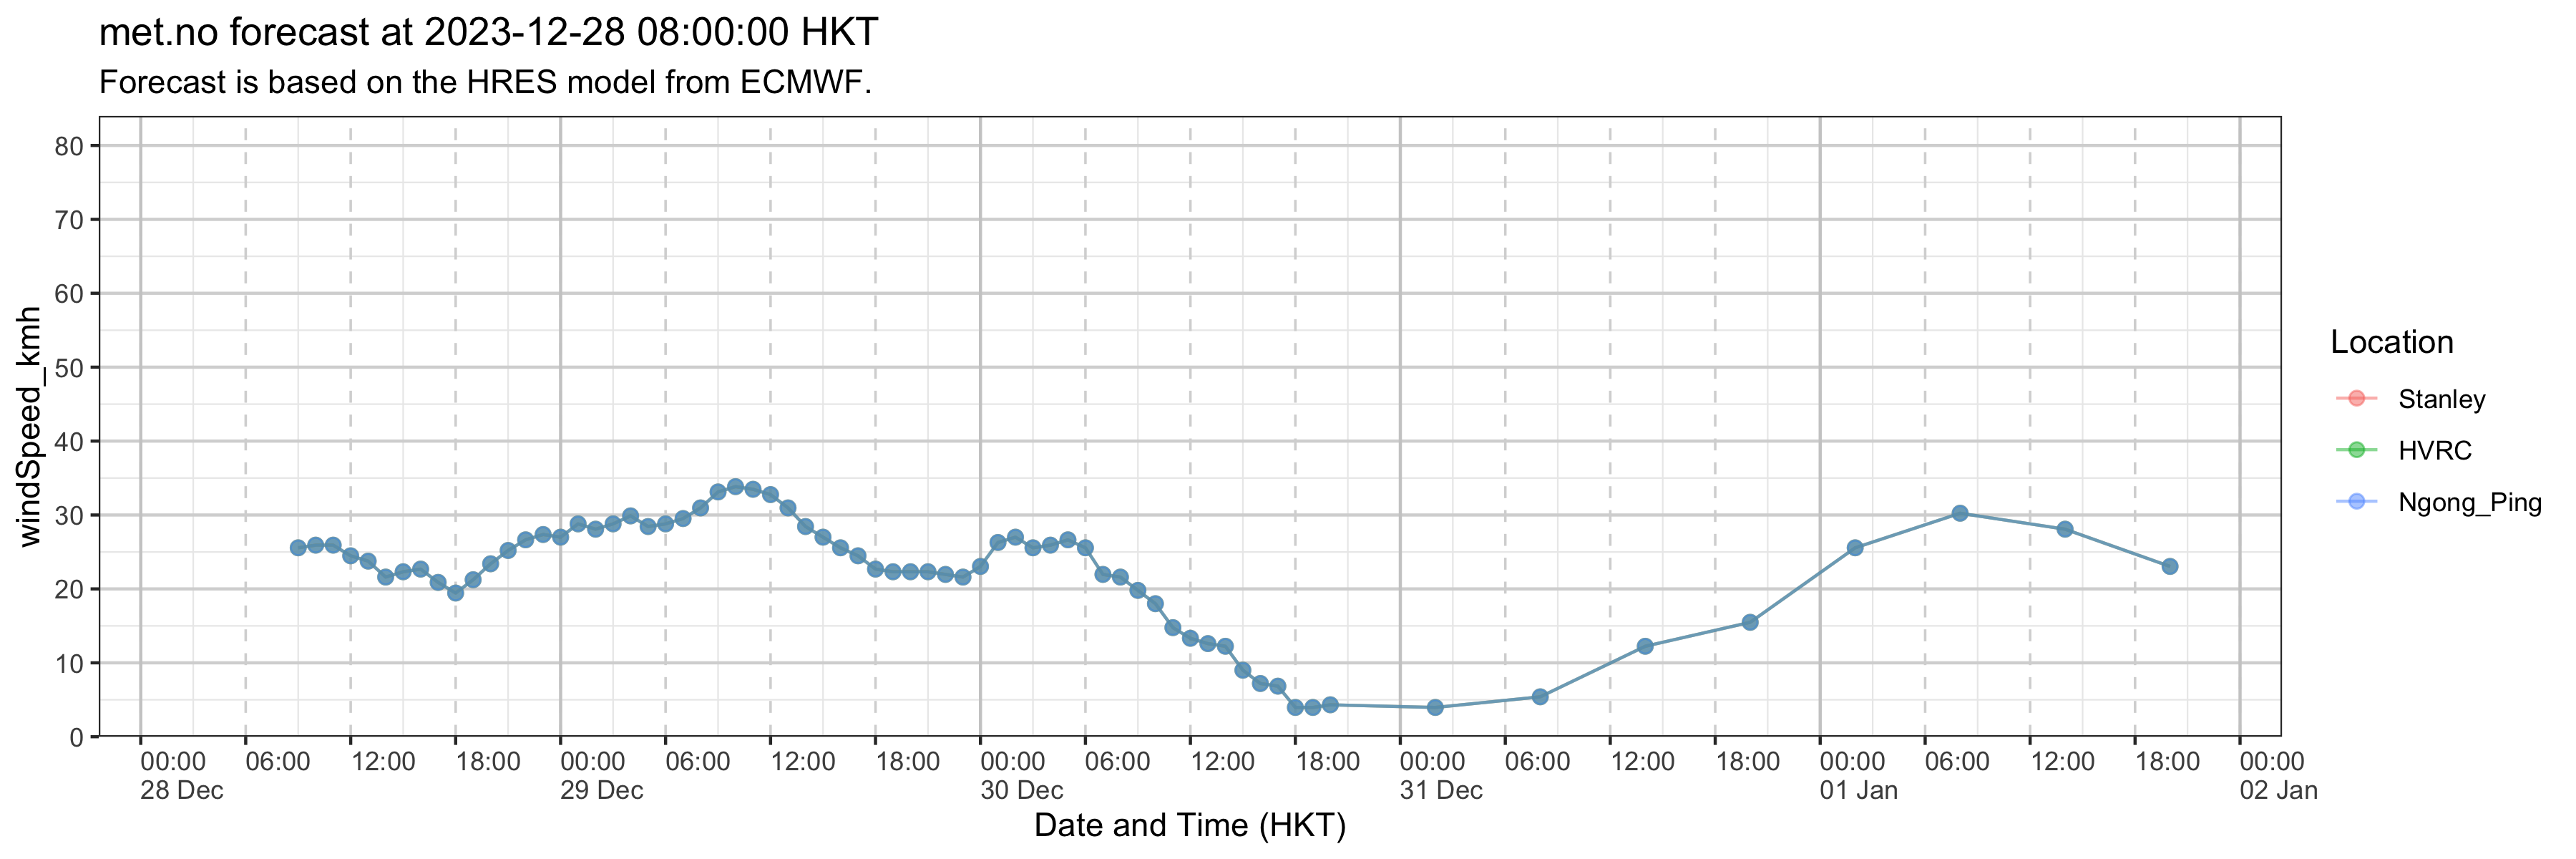 met.no forecast at 2023-12-28 08:00:00 HKT
Forecast is based on the HRES model from ECMWF.
windSpeed_kmh
80
70
60
50
40
30
20
10
0
00:00 06:00 12:00 18:00 00:00 06:00 12:00 18:00 00:00 06:00 12:00 18:00 00:00 06:00 12:00 18:00 00:00 06:00 12:00 18:00 00:00
28 Dec 29 Dec 30 Dec 31 Dec 01 Jan 02 Jan
Date and Time (HKT)
Location
Stanley
HVRC
Ngong_Ping